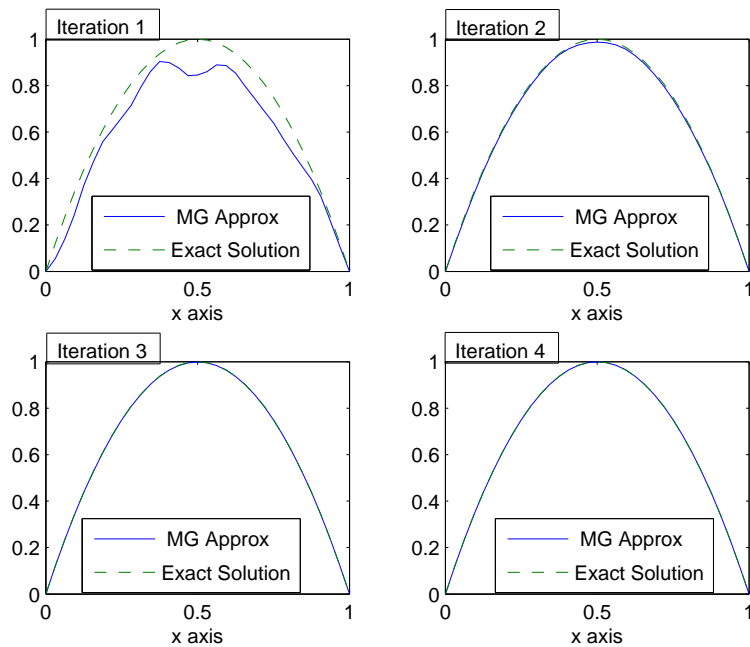 Iteration 1
1
0.8
0.6
0.4
0.2
0
MG Approx
Exact Solution
0
0.5
1
x axis
Iteration 2
1
0.8
0.6
0.4
0.2
0
MG Approx
Exact Solution
0
0.5
1
x axis
Iteration 3
1
0.8
0.6
0.4
0.2
0
MG Approx
Exact Solution
0
0.5
1
x axis
Iteration 4
1
0.8
0.6
0.4
0.2
0
MG Approx
Exact Solution
0
0.5
1
x axis